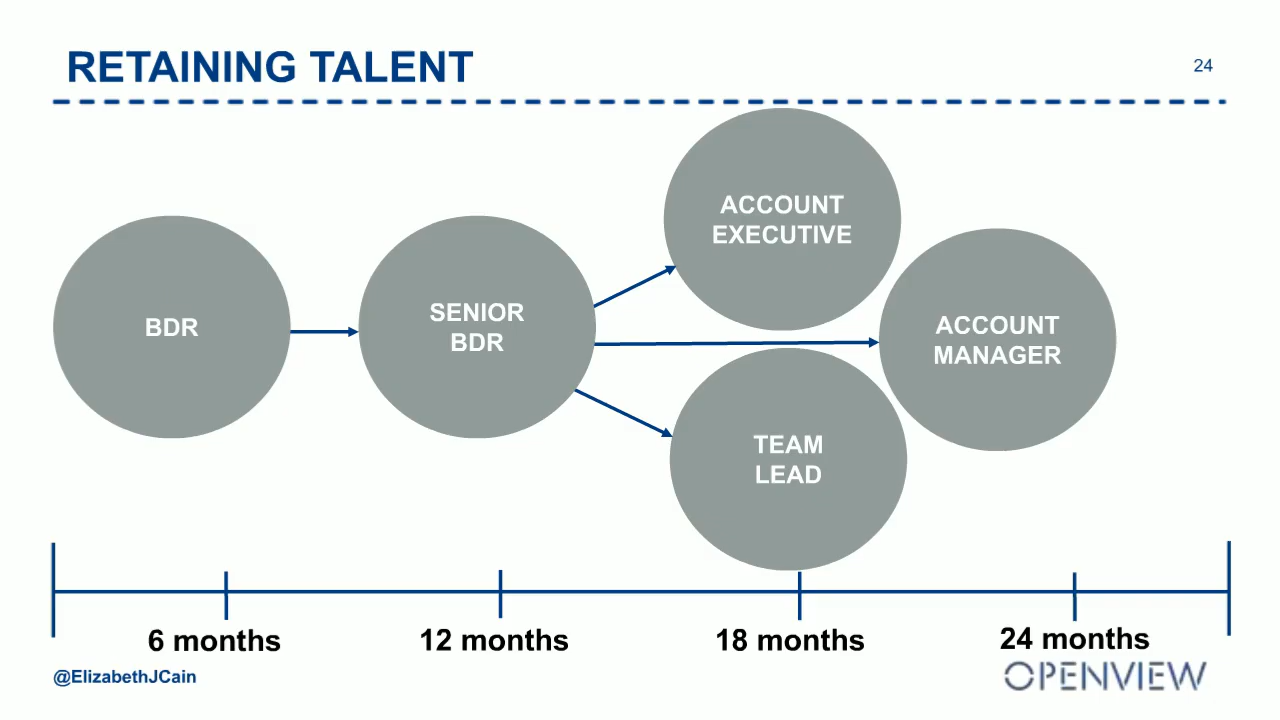 RETAINING TALENT
24
ACCOUNT
EXECUTIVE
BDR
SENIOR
BDR
ACCOUNT
MANAGER
TEAM
LEAD
6 months
12 months
18 months
24 months
@ElizabethJCain
OPENVIEW